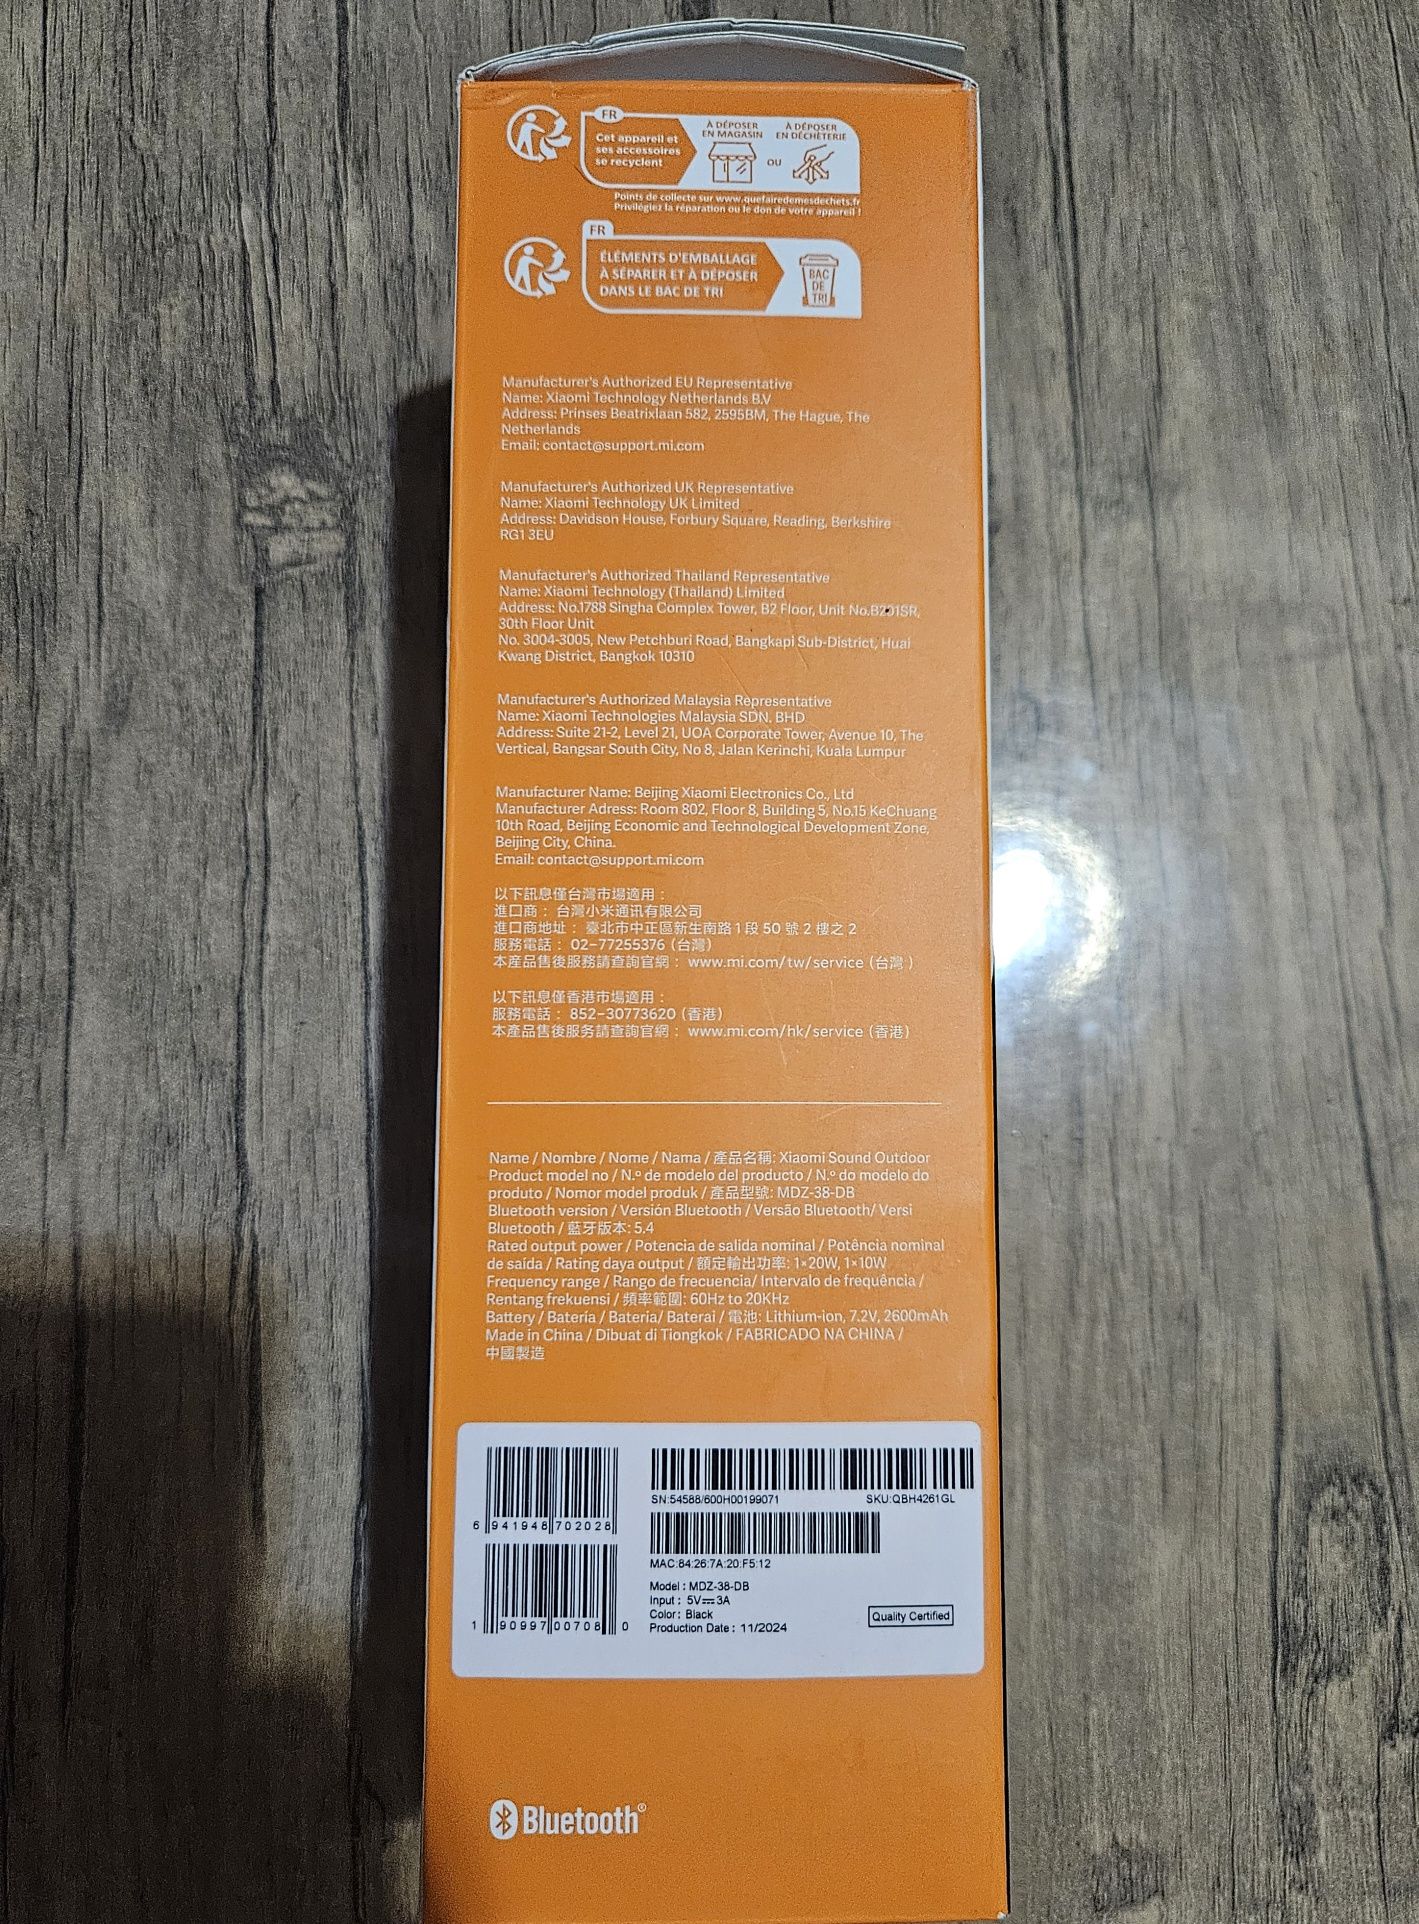 FR
Cet appareil et
ses accessoires
se recyclent
À DÉPOSER
EN MAGASIN
OU
À DÉPOSER
EN DÉCHÈTERIE
Points de collecte sur www.quefairedemesdechets.fr
Privilégiez la réparation ou le don de votre appareil !
FR
ÉLÉMENTS D'EMBALLAGE
À SÉPARER ET À DÉPOSER
DANS LE BAC DE TRI
BAC
DE
TRI
Manufacturer's Authorized EU Representative
Name: Xiaomi Technology Netherlands B.V
Address: Prinses Beatrixlaan 582, 2595BM, The Hague, The
Netherlands
Email: contact@support.mi.com
Manufacturer's Authorized UK Representative
Name: Xiaomi Technology UK Limited
Address: Davidson House, Forbury Square, Reading, Berkshire
RG1 3EU
Manufacturer's Authorized Thailand Representative
Name: Xiaomi Technology (Thailand) Limited
Address: No.1788 Singha Complex Tower, B2 Floor, Unit No.B201SR,
30th Floor Unit
No. 3004-3005, New Petchburi Road, Bangkapi Sub-District, Huai
Kwang District, Bangkok 10310
Manufacturer's Authorized Malaysia Representative
Name: Xiaomi Technologies Malaysia SDN. BHD
Address: Suite 21-2, Level 21, UOA Corporate Tower, Avenue 10, The
Vertical, Bangsar South City, No 8, Jalan Kerinchi, Kuala Lumpur
Manufacturer Name: Beijing Xiaomi Electronics Co., Ltd
Manufacturer Adress: Room 802, Floor 8, Building 5, No.15 KeChuang
10th Road, Beijing Economic and Technological Development Zone,
Beijing City, China.
Email: contact@support.mi.com
以下訊息僅台灣市場適用：
進口商： 台灣小米通訊有限公司
進口商地址： 臺北市中正區新生南路 1 段 50 號 2 樓之 2
服務電話： 02-77255376 (台灣)
本產品售後服務請查詢官網： www.mi.com/tw/service (台灣 )
以下訊息僅香港市場適用：
服務電話： 852-30773620 (香港)
本產品售後服务請查詢官網： www.mi.com/hk/service (香港)
Name / Nombre / Nome / Nama / 產品名稱: Xiaomi Sound Outdoor
Product model no / N.º de modelo del producto / N.º do modelo do
produto / Nomor model produk / 產品型號: MDZ-38-DB
Bluetooth version / Versión Bluetooth / Versão Bluetooth/ Versi
Bluetooth / 藍牙版本: 5.4
Rated output power / Potencia de salida nominal / Potência nominal
de saída / Rating daya output / 額定輸出功率: 1×20W, 1×10W
Frequency range / Rango de frecuencia/ Intervalo de frequência /
Rentang frekuensi / 頻率範圍: 60Hz to 20KHz
Battery / Batería / Bateria/ Baterai / 電池: Lithium-ion, 7.2V, 2600mAh
Made in China / Dibuat di Tiongkok / FABRICADO NA CHINA /
中國製造
6 941948 702028
1 90997 00708 0
SN:54588/600H00199071 SKU:QBH4261GL
MAC:84:26:7A:20:F5:12
Model : MDZ-38-DB
Input : 5V⎓3A
Color : Black
Production Date : 11/2024
Quality Certified
Bluetooth®